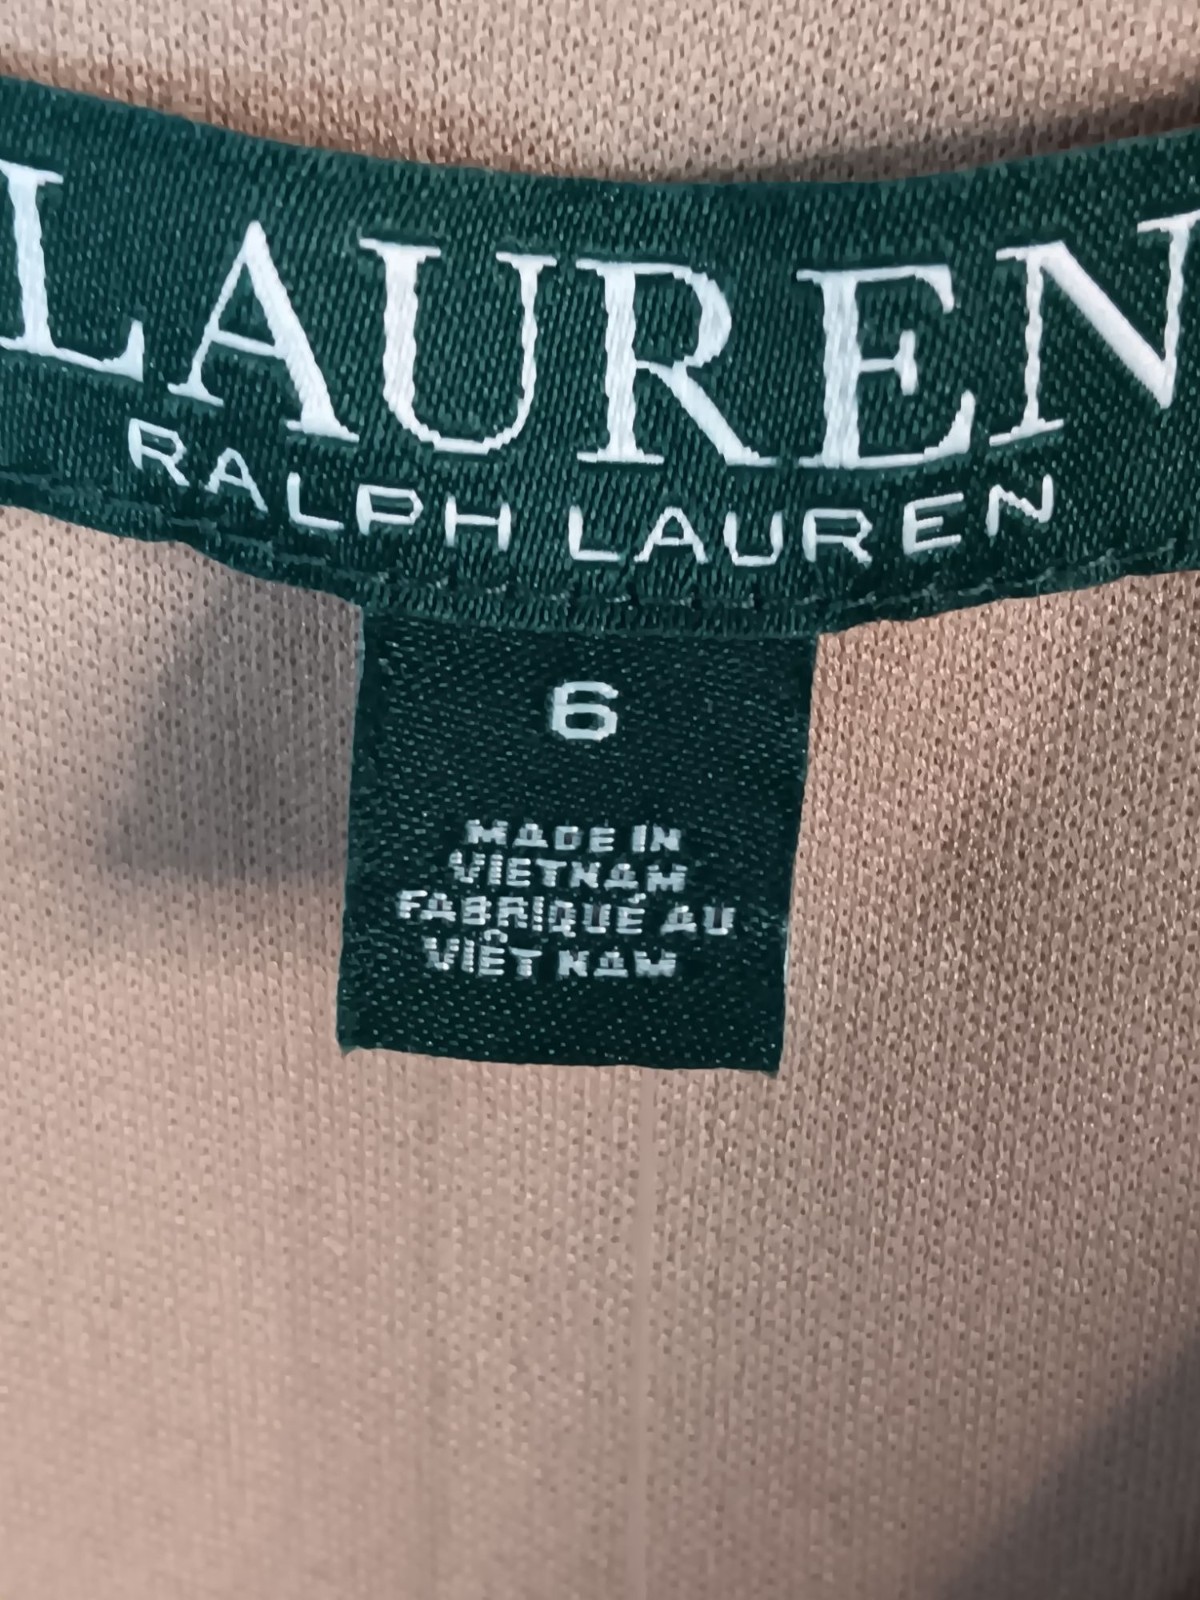 LAUREN
RALPH LAUREN
6
MADE IN
VIETNAM
FABRIQUÉ AU
VIÊT NAM